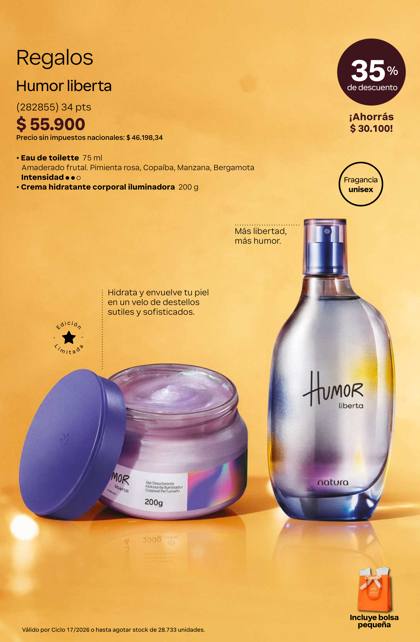 Regalos
Humor liberta
(282855) 34 pts
$ 55.900
Precio sin impuestos nacionales: $ 46.198,34
• Eau de toilette 75 ml
Amaderado frutal. Pimienta rosa, Copaíba, Manzana, Bergamota
Intensidad ●●○
• Crema hidratante corporal iluminadora 200 g
35%
de descuento
¡Ahorrás
$ 30.100!
Fragancia
unisex
Más libertad,
más humor.
Hidrata y envuelve tu piel
en un velo de destellos
sutiles y sofisticados.
Edición
Limitada
HUMOR
liberta
natura
MOR
200g
Incluye bolsa
pequeña
Válido por Ciclo 17/2026 o hasta agotar stock de 28.733 unidades.